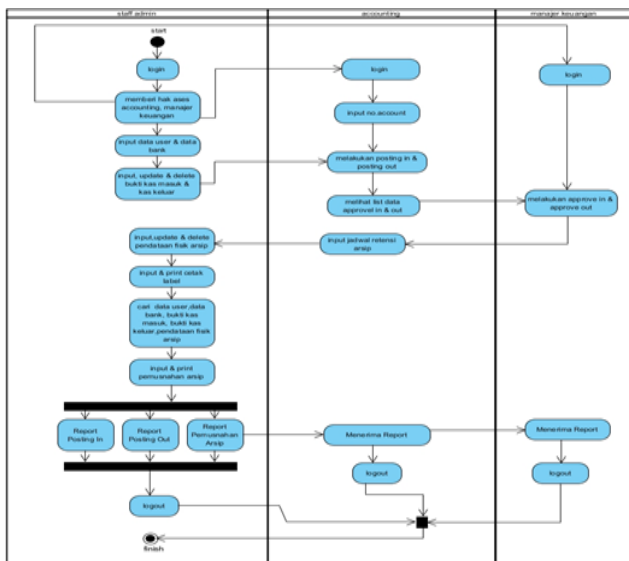 staff admin
accounting
manajer keuangan
start
login
login
login
memberi hak ases
accounting, manajer
keuangan
input no.account
input data user & data
bank
melakukan posting in &
posting out
input, update & delete
bukti kas masuk &
kas keluar
melihat list data
approvel in & out
melakukan approve in &
approve out
input,update & delete
pendataan fisik arsip
input jadwal retensi
arsip
input & print cetak
label
cari data user,data
bank, bukti kas
masuk, bukti kas
keluar,pendataan fisik
arsip
input & print
pemusnahan arsip
Report
Posting In
Report
Posting Out
Report
Pemusnahan
Arsip
Menerima Report
Menerima Report
logout
logout
logout
finish